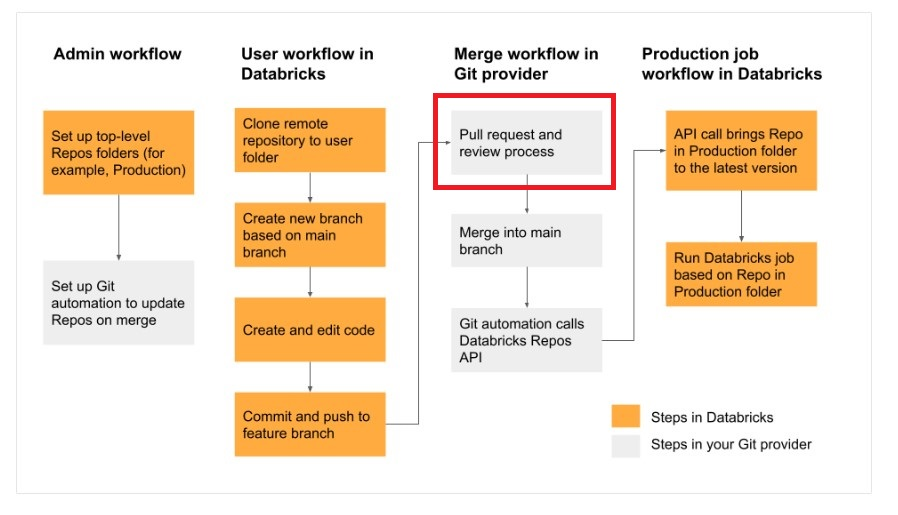 Admin workflow
Set up top-level
Repos folders (for
example, Production)
Set up Git
automation to update
Repos on merge
User workflow in
Databricks
Clone remote
repository to user
folder
Create new branch
based on main
branch
Create and edit code
Commit and push to
feature branch
Merge workflow in
Git provider
Pull request and
review process
Merge into main
branch
Git automation calls
Databricks Repos
API
Production job
workflow in Databricks
API call brings Repo
in Production folder
to the latest version
Run Databricks job
based on Repo in
Production folder
Steps in Databricks
Steps in your Git provider